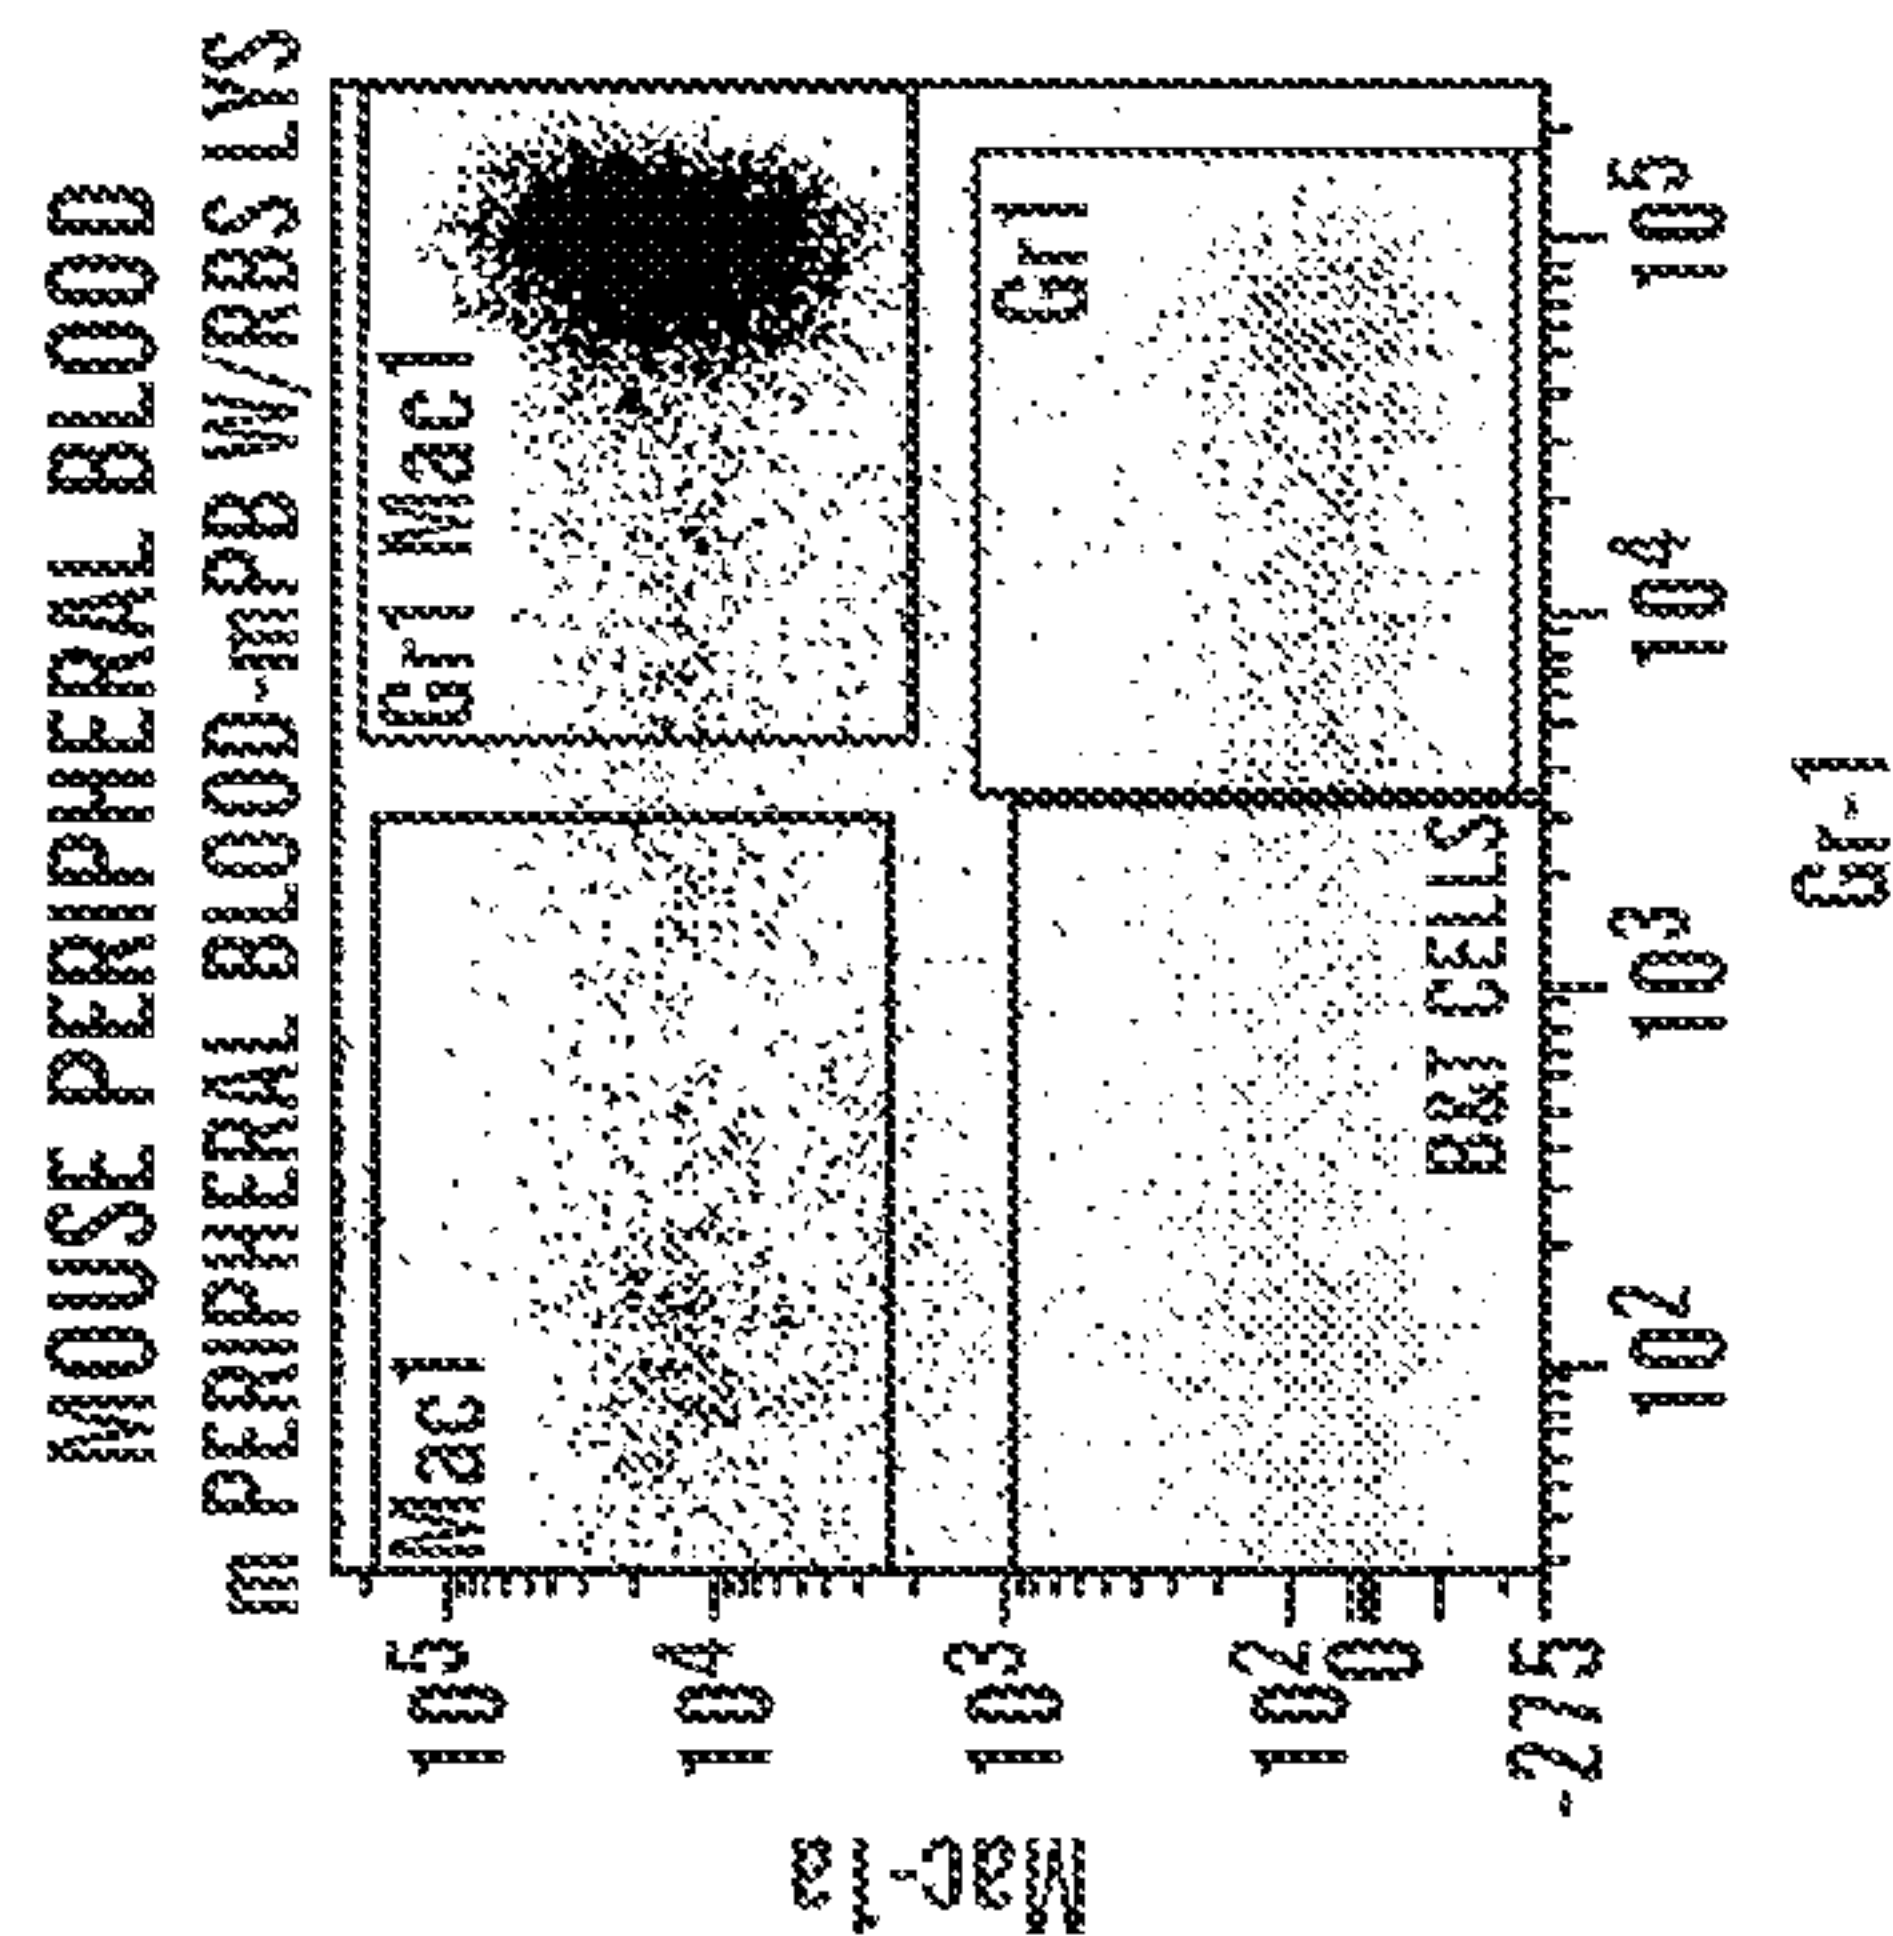 MOUSE PERIPHERAL BLOOD
m PERIPHERAL BLOOD-mPB W/RBS LYS
Gr1 Mac1
Mac1
Gr1
B&T CELLS
10^5
10^4
10^3
10^2
0
-275
Mac-1a
10^2
10^3
10^4
10^5
Gr-1